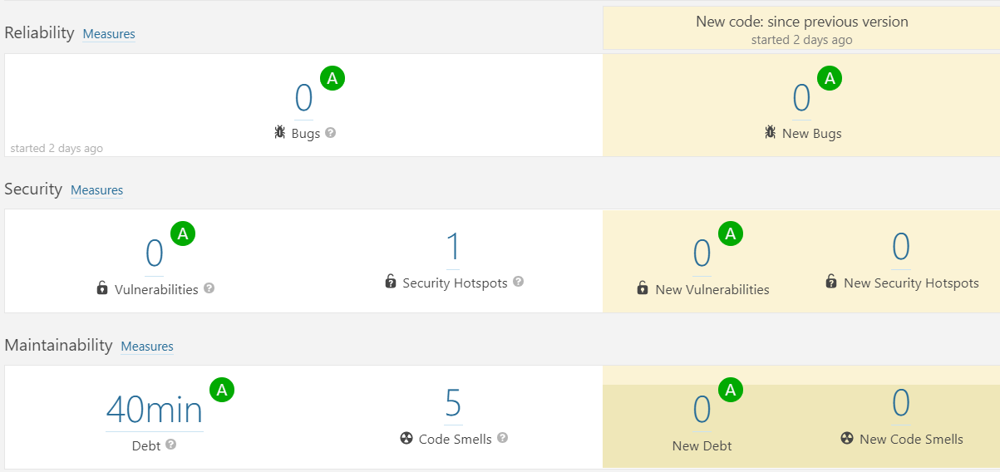 New code: since previous version
started 2 days ago
Reliability Measures
0 A
Bugs ?
started 2 days ago
0 A
New Bugs
Security Measures
0 A
Vulnerabilities ?
1
Security Hotspots ?
0 A
New Vulnerabilities
0
New Security Hotspots
Maintainability Measures
40min A
Debt ?
5
Code Smells ?
0 A
New Debt
0
New Code Smells